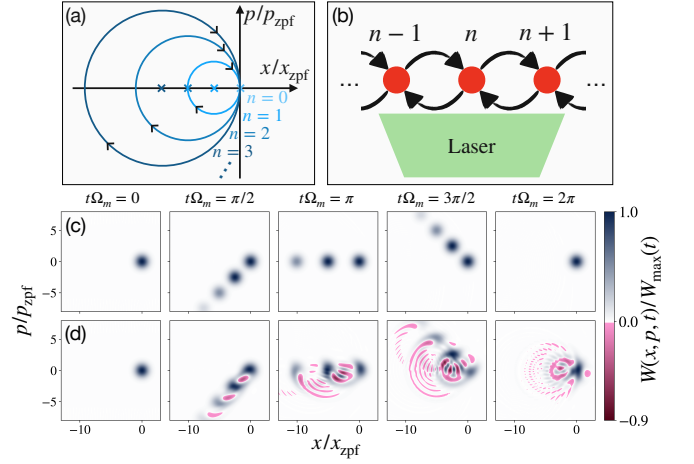 (a)
p/p_zpf
x/x_zpf
n = 0
n = 1
n = 2
n = 3
(b)
n − 1
n
n + 1
...
...
Laser
tΩ_m = 0
tΩ_m = π/2
tΩ_m = π
tΩ_m = 3π/2
tΩ_m = 2π
(c)
5
0
−5
(d)
5
0
−5
−10
0
−10
0
−10
0
−10
0
−10
0
p/p_zpf
x/x_zpf
1.0
0.0
−0.9
W(x, p, t)/W_max(t)